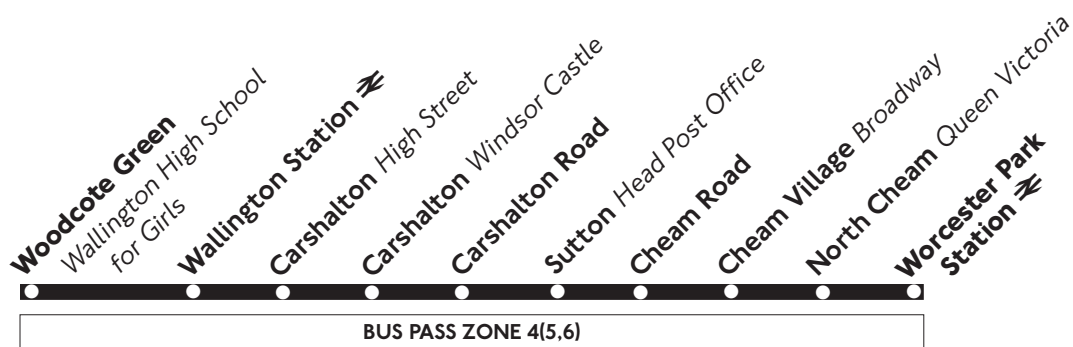 Woodcote Green
Wallington High School
for Girls
Wallington Station
Carshalton High Street
Carshalton Windsor Castle
Carshalton Road
Sutton Head Post Office
Cheam Road
Cheam Village Broadway
North Cheam Queen Victoria
Worcester Park
Station
BUS PASS ZONE 4(5,6)